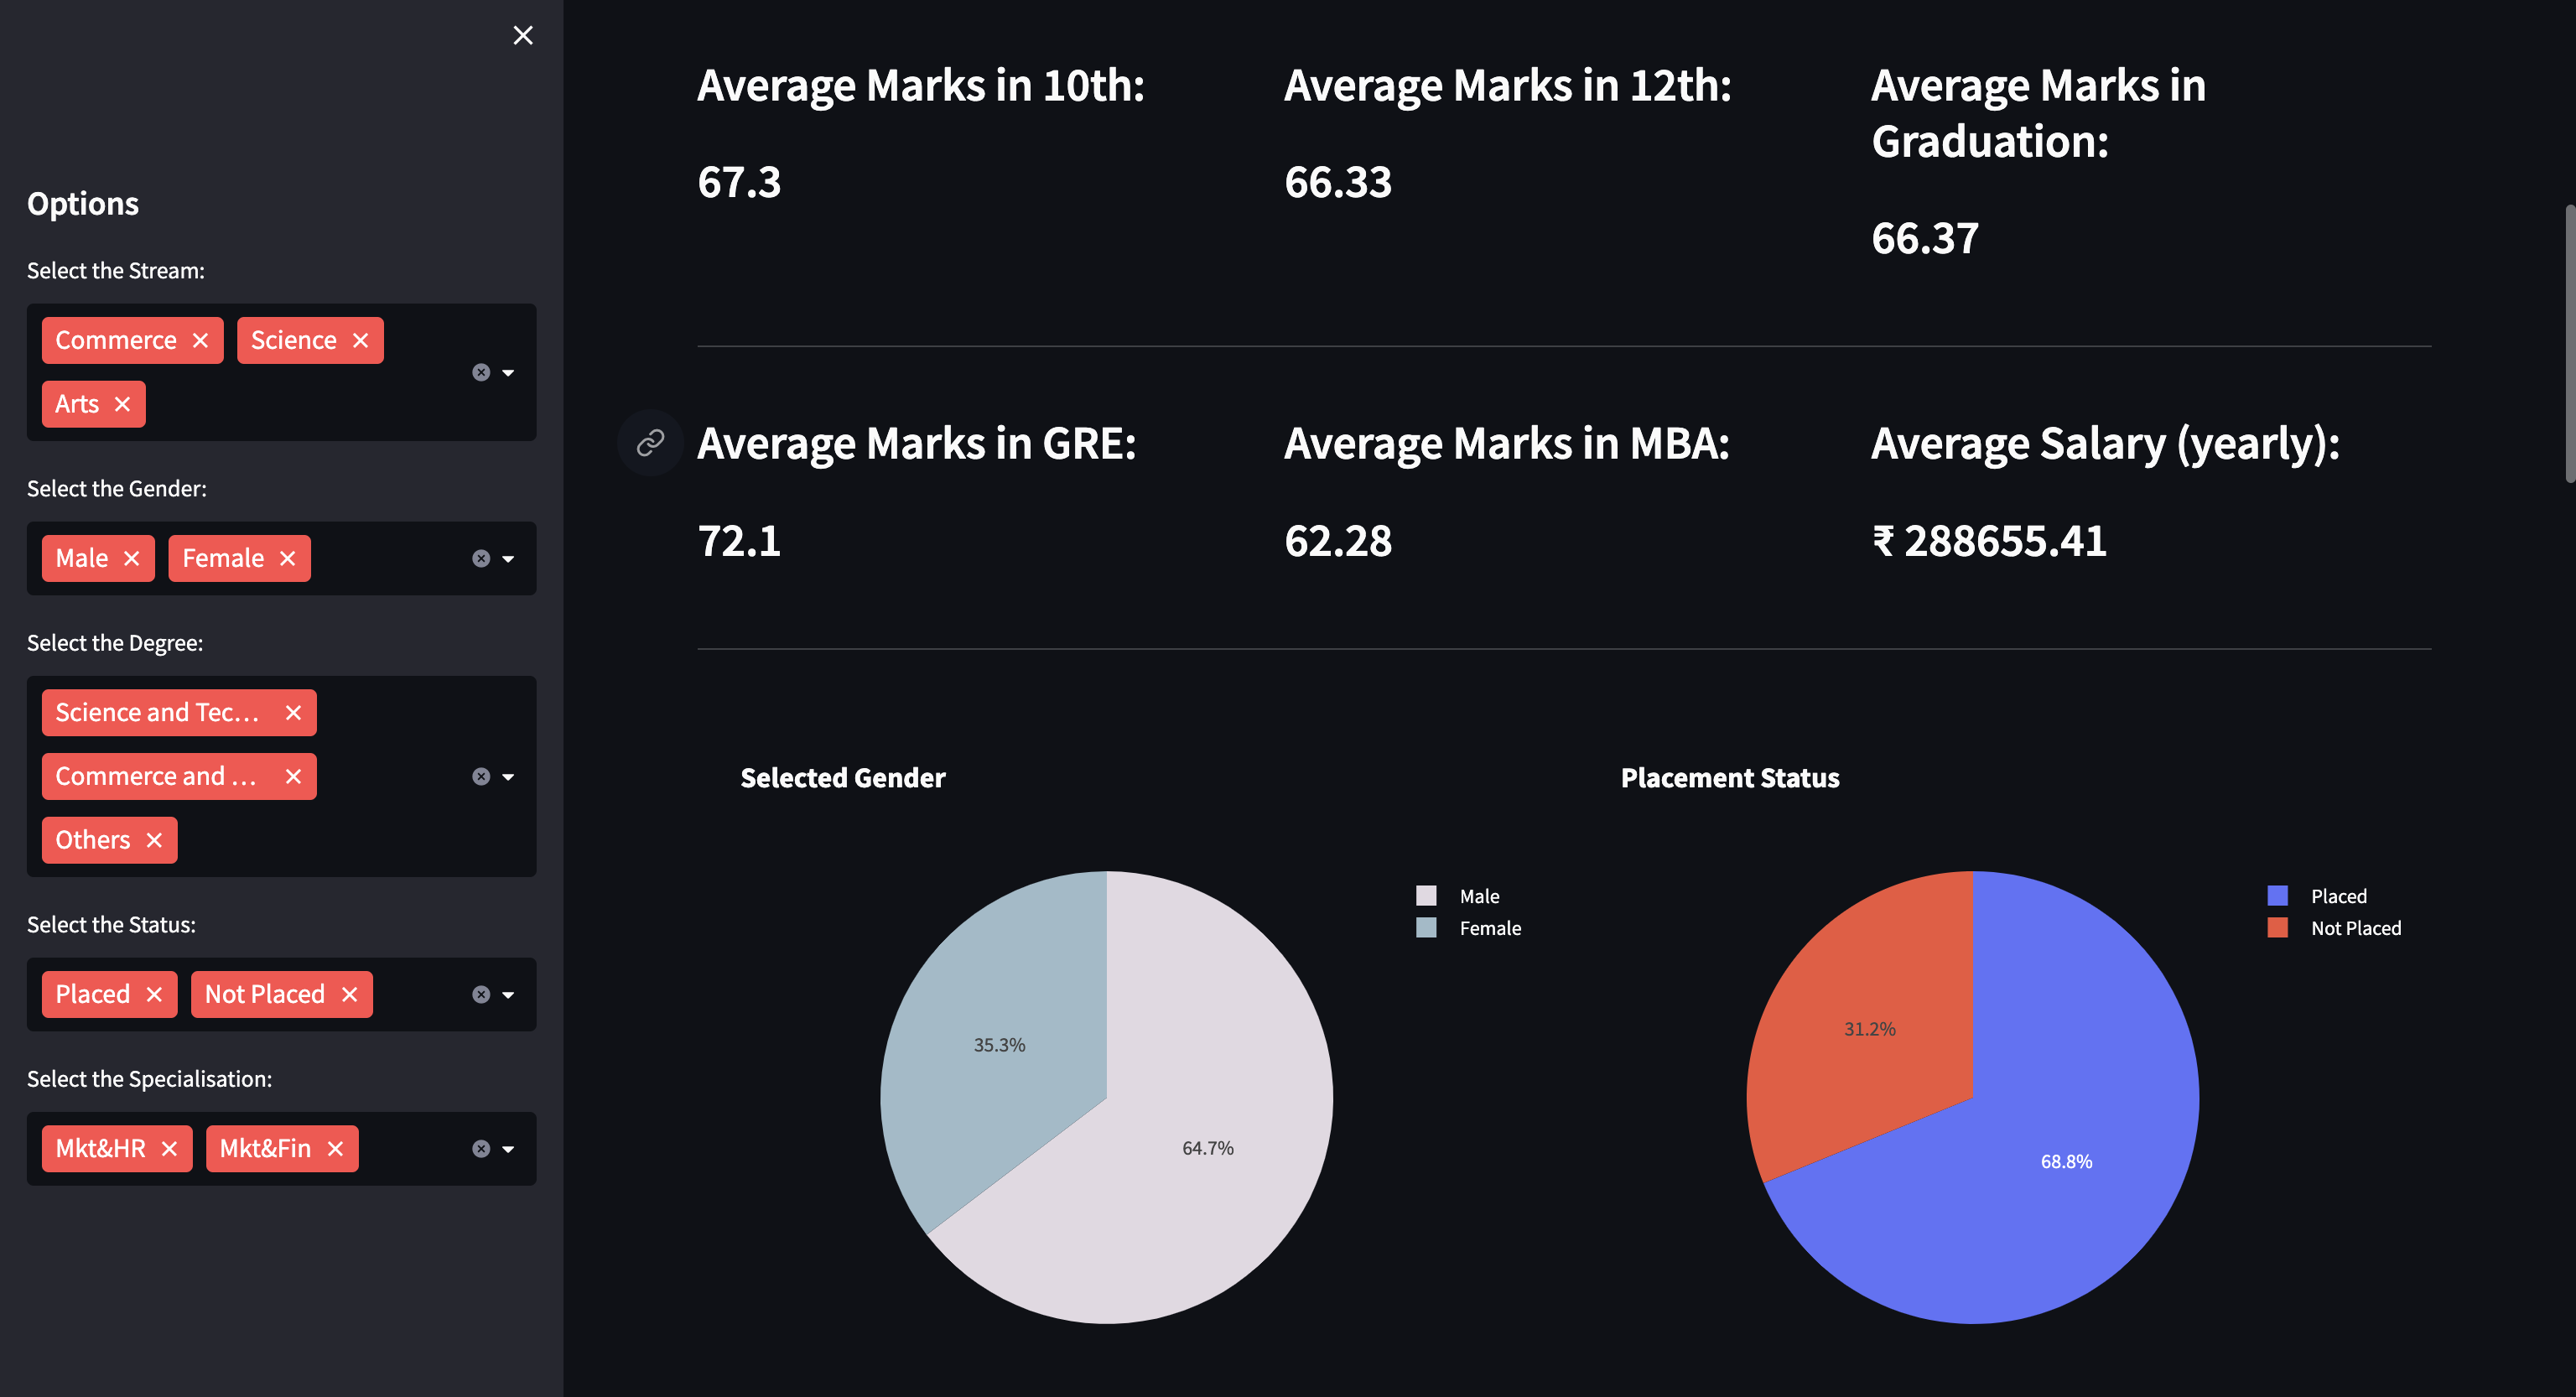 Options
Select the Stream:
Commerce Science
Arts
Select the Gender:
Male Female
Select the Degree:
Science and Tec...
Commerce and ...
Others
Select the Status:
Placed Not Placed
Select the Specialisation:
Mkt&HR Mkt&Fin
Average Marks in 10th:
67.3
Average Marks in 12th:
66.33
Average Marks in
Graduation:
66.37
Average Marks in GRE:
72.1
Average Marks in MBA:
62.28
Average Salary (yearly):
₹ 288655.41
Selected Gender
Male
Female
35.3%
64.7%
Placement Status
Placed
Not Placed
31.2%
68.8%